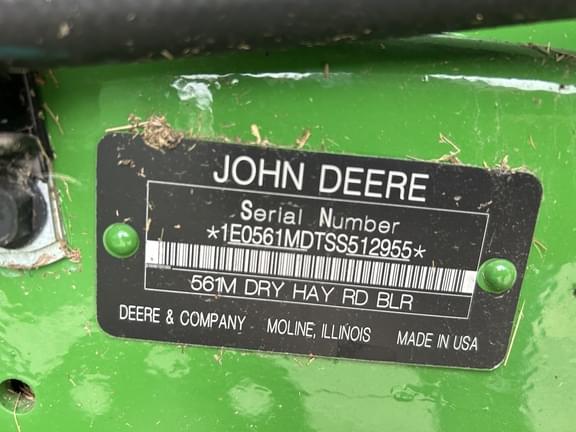 JOHN DEERE
Serial Number
*1E0561MDTSS512955*
561M DRY HAY RD BLR
DEERE & COMPANY MOLINE, ILLINOIS MADE IN USA